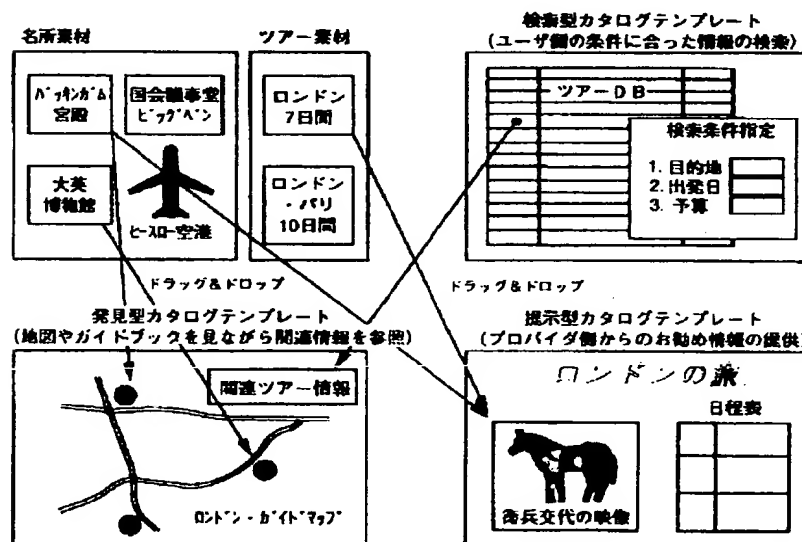 名所素材
バッキンガム
宮殿
国会議事堂
ビッグベン
大英
博物館
ヒースロー空港
ツアー素材
ロンドン
7日間
ロンドン
・パリ
10日間
検索型カタログテンプレート
(ユーザ側の条件に合った情報の検索)
ツアーDB
検索条件指定
1. 目的地
2. 出発日
3. 予算
ドラッグ&ドロップ
ドラッグ&ドロップ
発見型カタログテンプレート
(地図やガイドブックを見ながら関連情報を参照)
関連ツアー情報
ロンドン・ガイドマップ
提示型カタログテンプレート
(プロバイダ側からのお勧め情報の提供)
ロンドンの旅
日程表
衛兵交代の映像